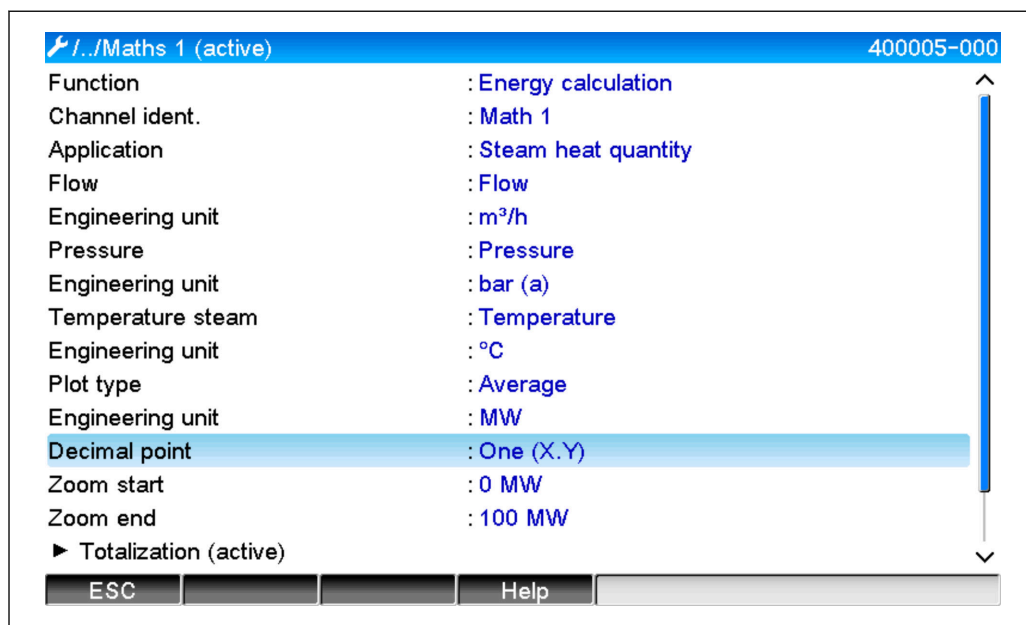 /../Maths 1 (active) 400005-000
Function : Energy calculation
Channel ident. : Math 1
Application : Steam heat quantity
Flow : Flow
Engineering unit : m³/h
Pressure : Pressure
Engineering unit : bar (a)
Temperature steam : Temperature
Engineering unit : °C
Plot type : Average
Engineering unit : MW
Decimal point : One (X.Y)
Zoom start : 0 MW
Zoom end : 100 MW
► Totalization (active)
ESC Help